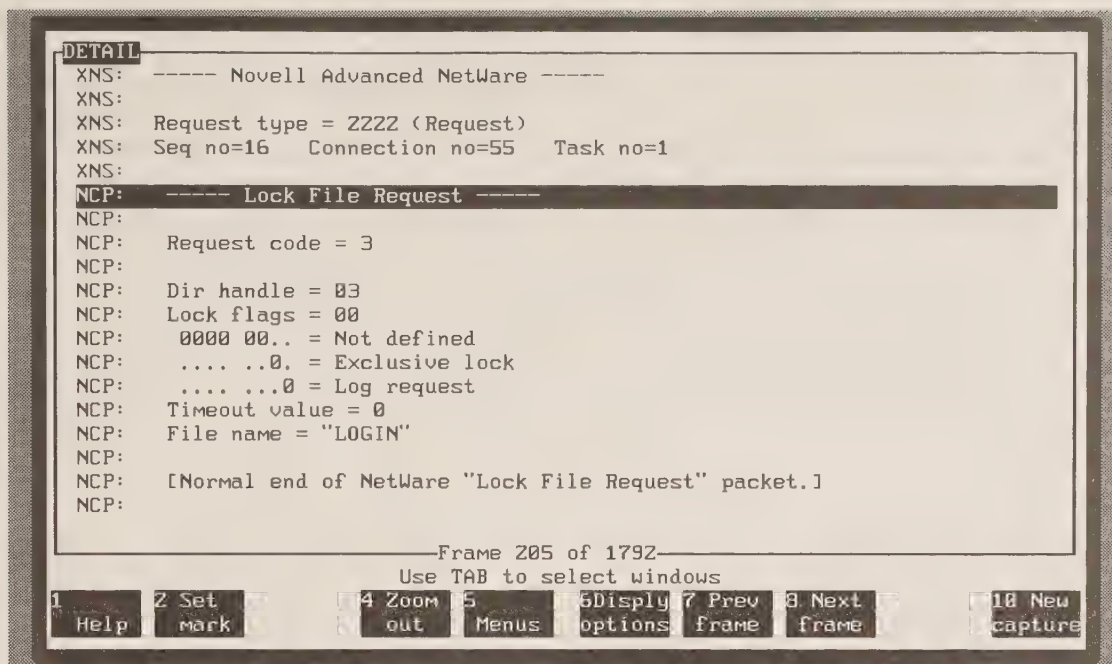 DETAIL
XNS: ----- Novell Advanced NetWare -----
XNS:
XNS: Request type = 2222 (Request)
XNS: Seq no=16 Connection no=55 Task no=1
XNS:
NCP: ----- Lock File Request -----
NCP:
NCP: Request code = 3
NCP:
NCP: Dir handle = 03
NCP: Lock flags = 00
NCP: 0000 00.. = Not defined
NCP: .... ..0. = Exclusive lock
NCP: .... ...0 = Log request
NCP: Timeout value = 0
NCP: File name = "LOGIN"
NCP:
NCP: [Normal end of NetWare "Lock File Request" packet.]
NCP:
Frame 205 of 1792
Use TAB to select windows
1 Help 2 Set mark 4 Zoom out 5 Menus 6Disply options 7 Prev frame 8 Next frame 10 New capture